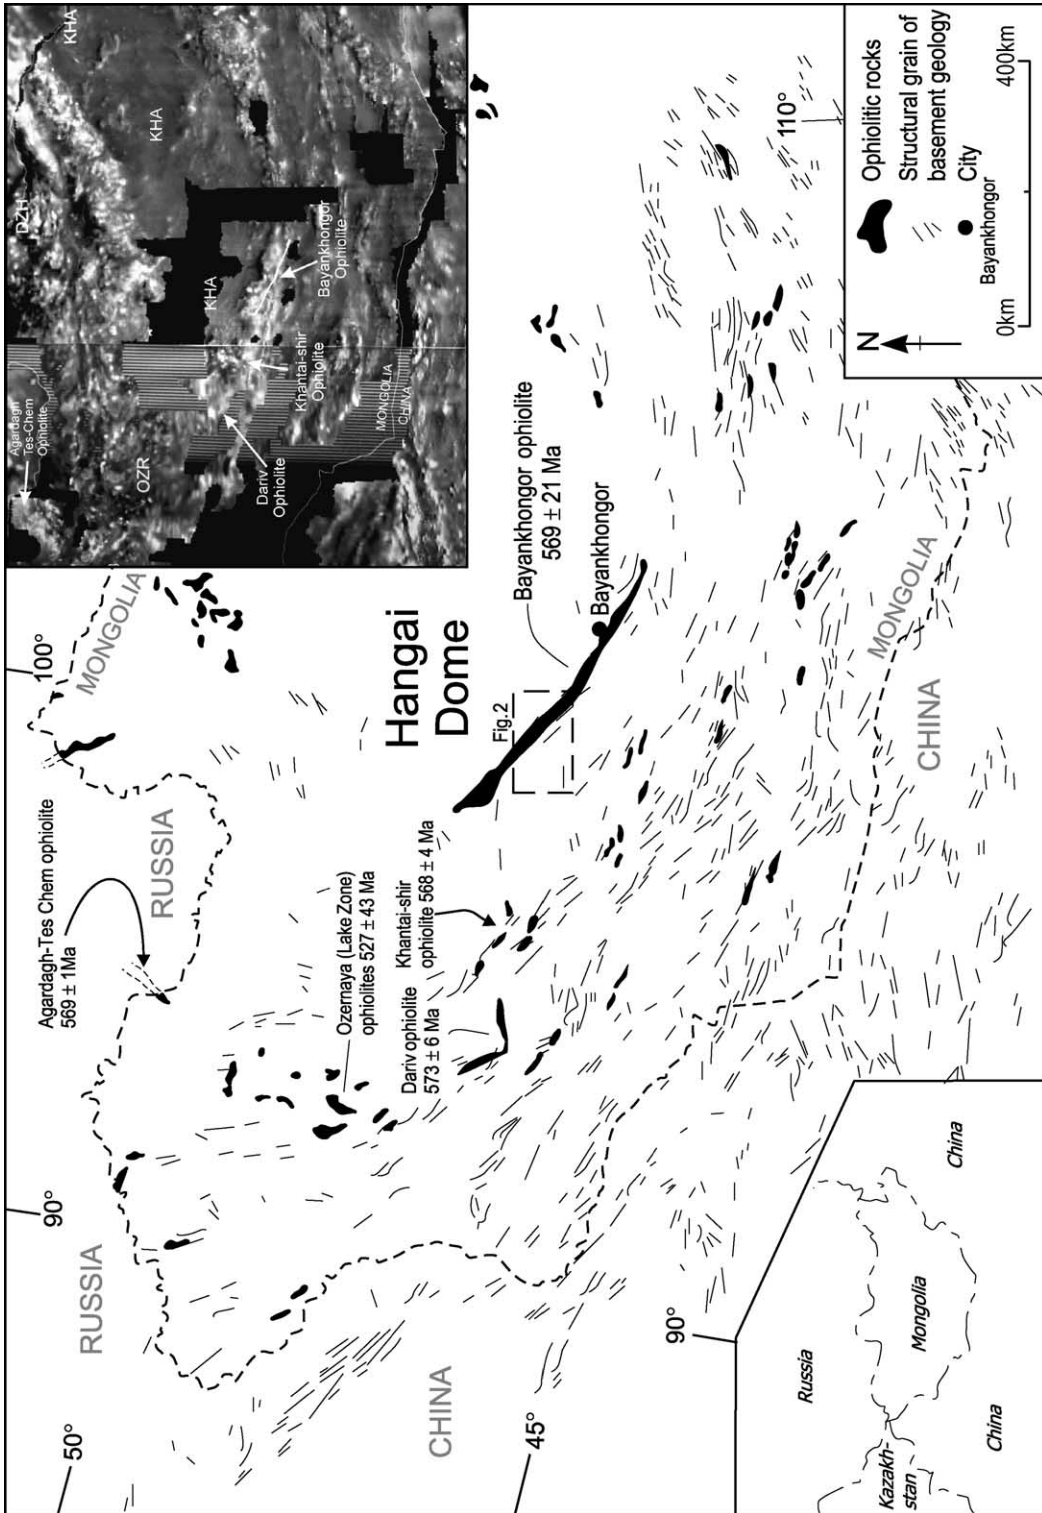 50°
90°
100°
110°
45°
90°
RUSSIA
RUSSIA
MONGOLIA
CHINA
CHINA
MONGOLIA
Agardagh-Tes Chem ophiolite
569 ± 1Ma
Ozernaya (Lake Zone)
ophiolites 527 ± 43 Ma
Dariv ophiolite
573 ± 6 Ma
Khantai-shir
ophiolite 568 ± 4 Ma
Hangai
Dome
Fig.2
Bayankhongor ophiolite
569 ± 21 Ma
Bayankhongor
Agardagh
Tes-Chem
Ophiolite
OZR
DZH
KHA
KHA
KHA
Dariv
Ophiolite
Khantai-shir
Ophiolite
Bayankhongor
Ophiolite
MONGOLIA
CHINA
Russia
Kazakh-
stan
Mongolia
China
China
N
Ophiolitic rocks
Structural grain of
basement geology
City
Bayankhongor
0km
400km